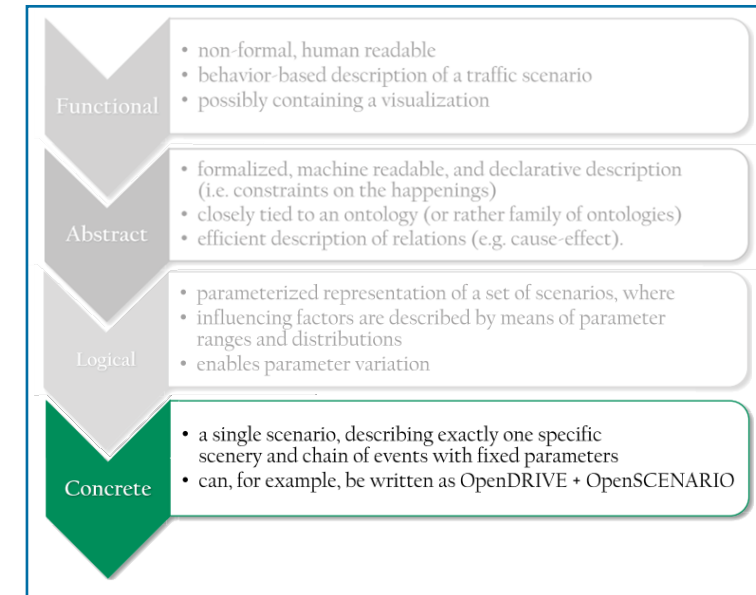 Functional
• non-formal, human readable
• behavior-based description of a traffic scenario
• possibly containing a visualization
Abstract
• formalized, machine readable, and declarative description
(i.e. constraints on the happenings)
• closely tied to an ontology (or rather family of ontologies)
• efficient description of relations (e.g. cause-effect).
Logical
• parameterized representation of a set of scenarios, where
• influencing factors are described by means of parameter
ranges and distributions
• enables parameter variation
Concrete
• a single scenario, describing exactly one specific
scenery and chain of events with fixed parameters
• can, for example, be written as OpenDRIVE + OpenSCENARIO